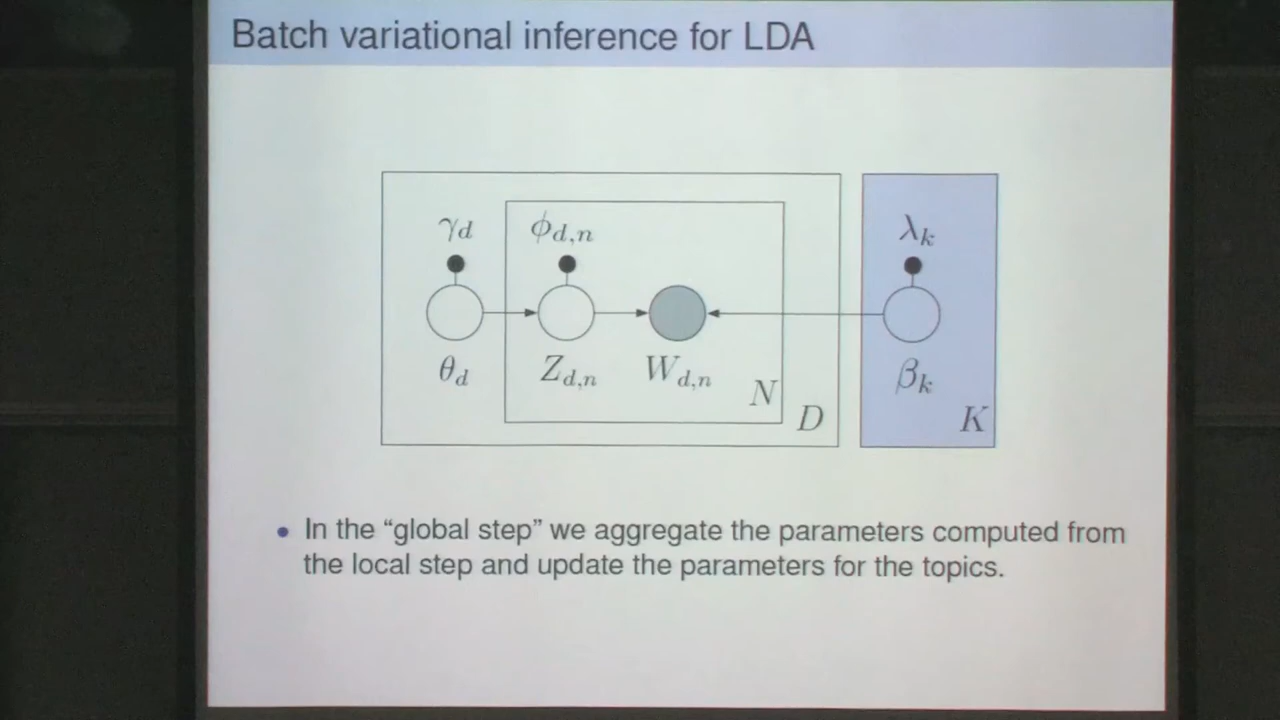 Batch variational inference for LDA
γd ϕd,n λk
θd Zd,n Wd,n N D βk K
• In the “global step” we aggregate the parameters computed from
the local step and update the parameters for the topics.